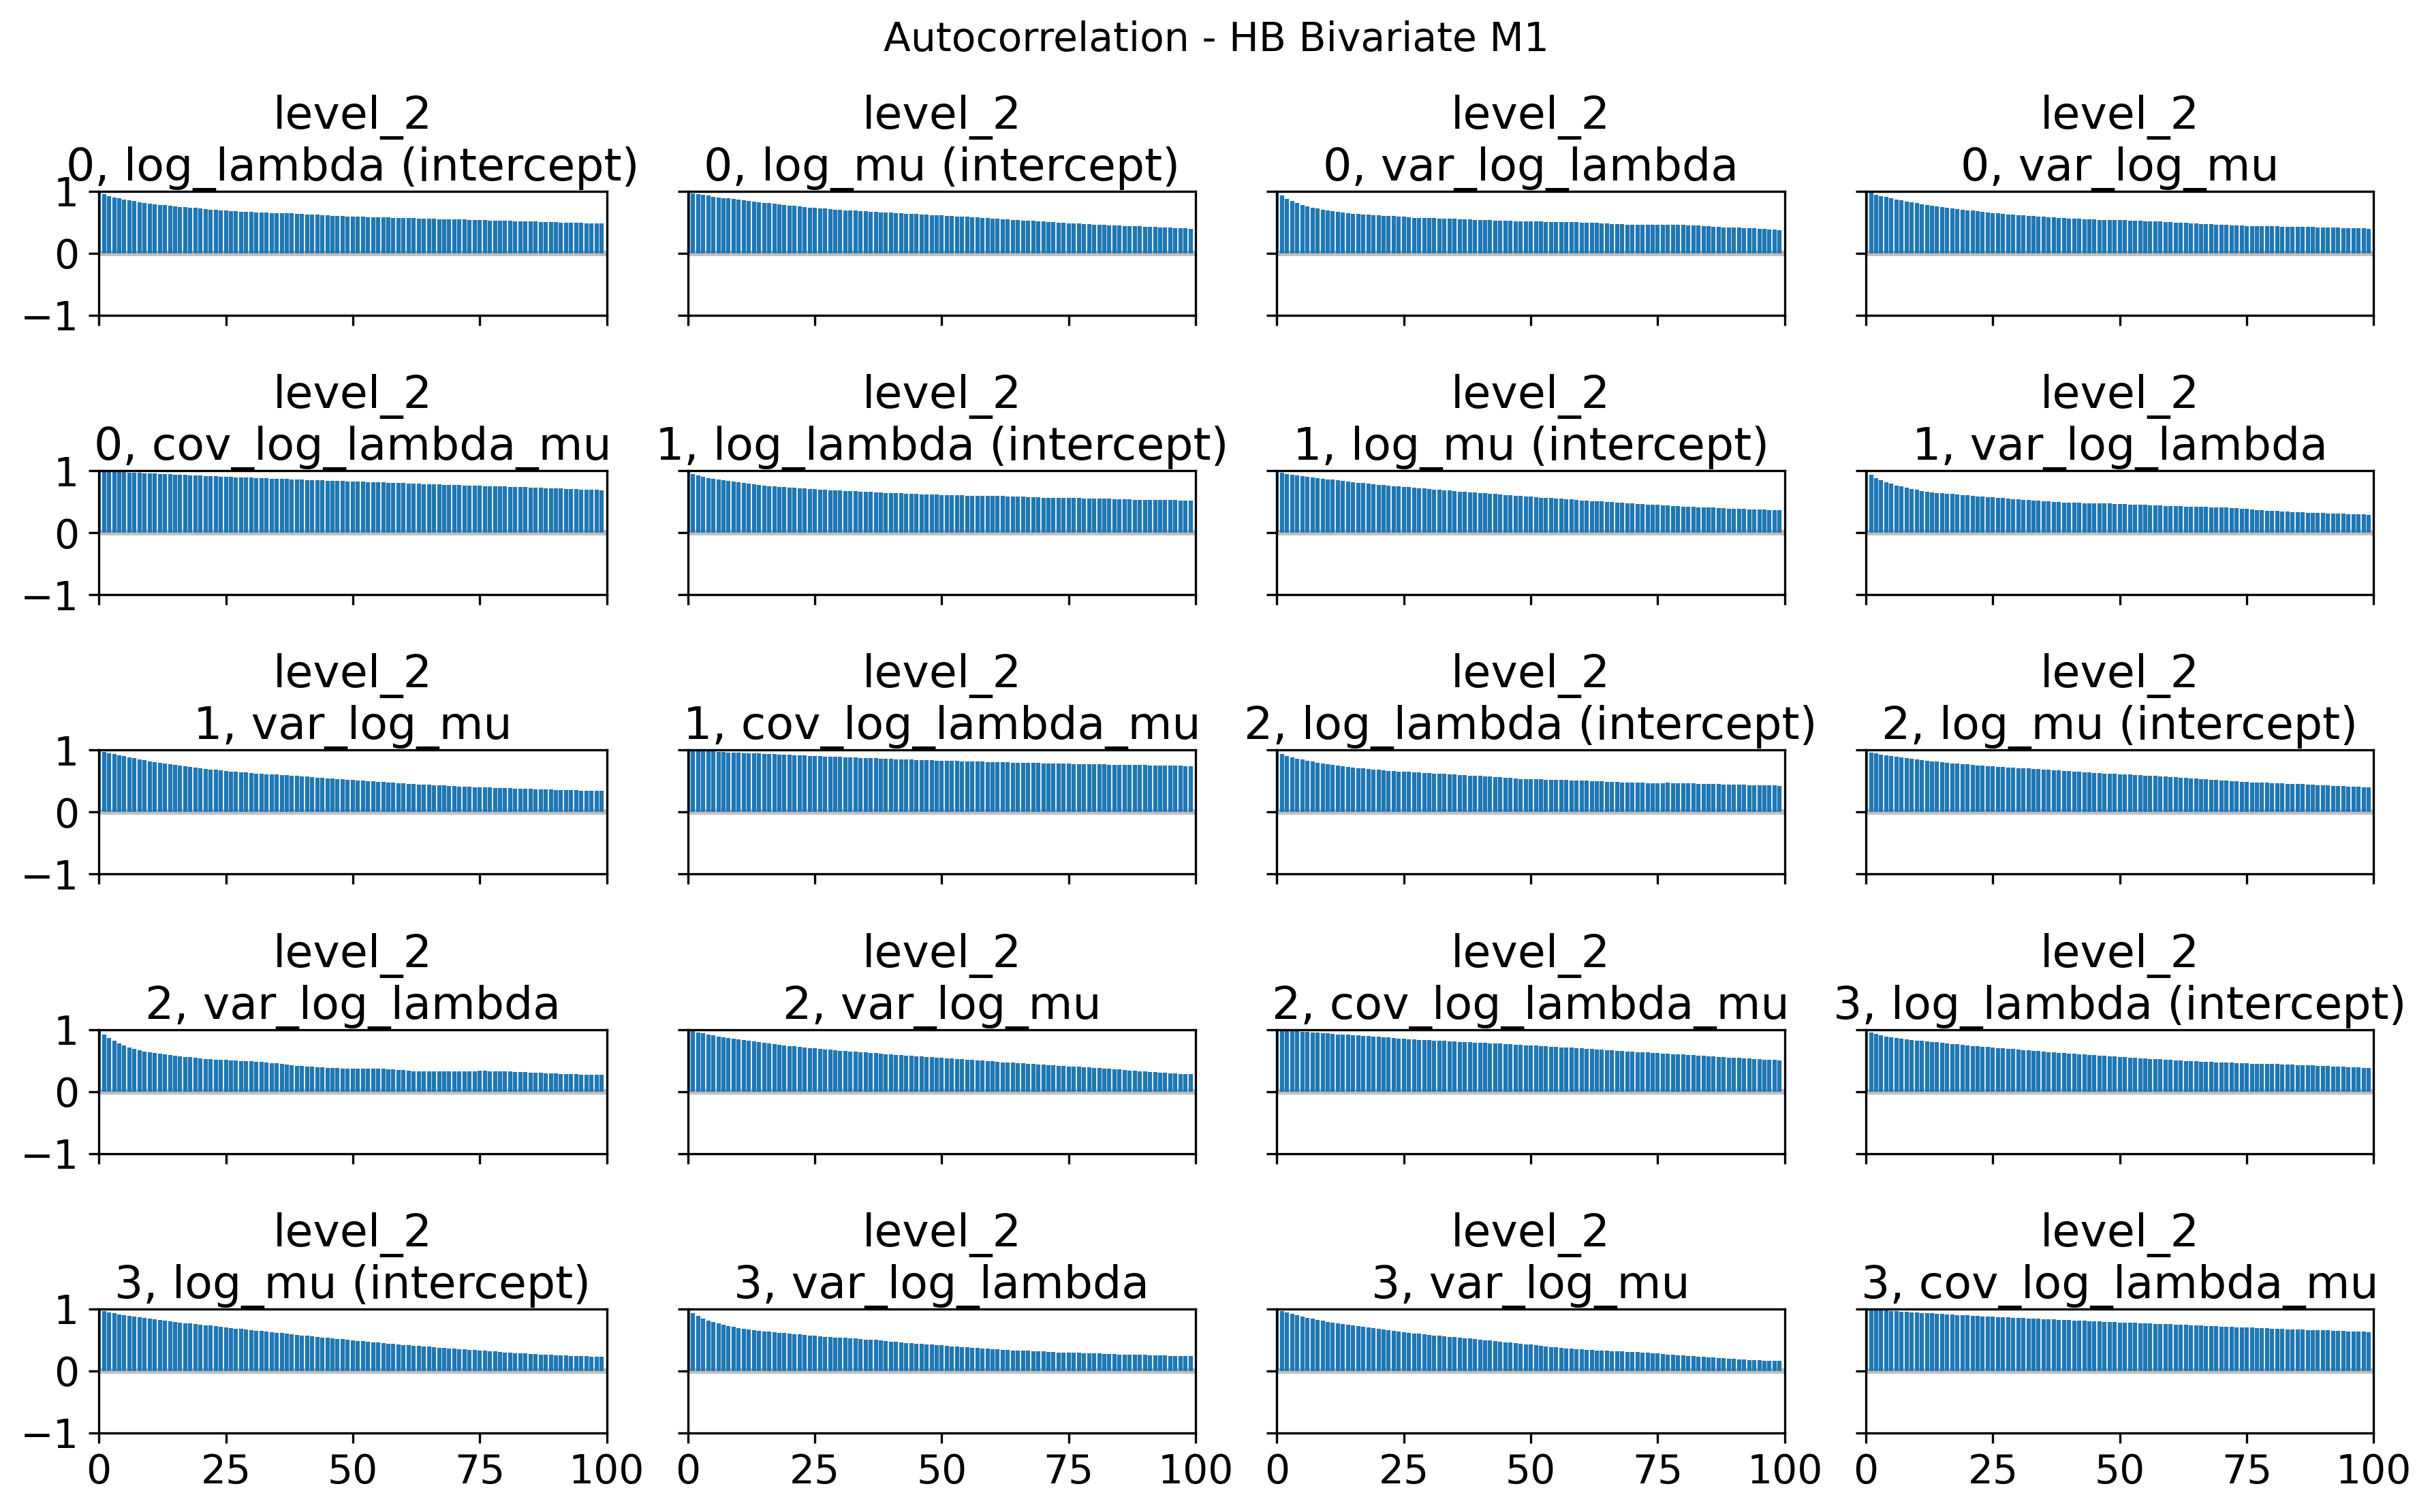 Autocorrelation - HB Bivariate M1
level_2
0, log_lambda (intercept)
level_2
0, log_mu (intercept)
level_2
0, var_log_lambda
level_2
0, var_log_mu
1
0
−1
level_2
0, cov_log_lambda_mu
level_2
1, log_lambda (intercept)
level_2
1, log_mu (intercept)
level_2
1, var_log_lambda
1
0
−1
level_2
1, var_log_mu
level_2
1, cov_log_lambda_mu
level_2
2, log_lambda (intercept)
level_2
2, log_mu (intercept)
1
0
−1
level_2
2, var_log_lambda
level_2
2, var_log_mu
level_2
2, cov_log_lambda_mu
level_2
3, log_lambda (intercept)
1
0
−1
level_2
3, log_mu (intercept)
level_2
3, var_log_lambda
level_2
3, var_log_mu
level_2
3, cov_log_lambda_mu
1
0
−1
0 25 50 75 100
0 25 50 75 100
0 25 50 75 100
0 25 50 75 100